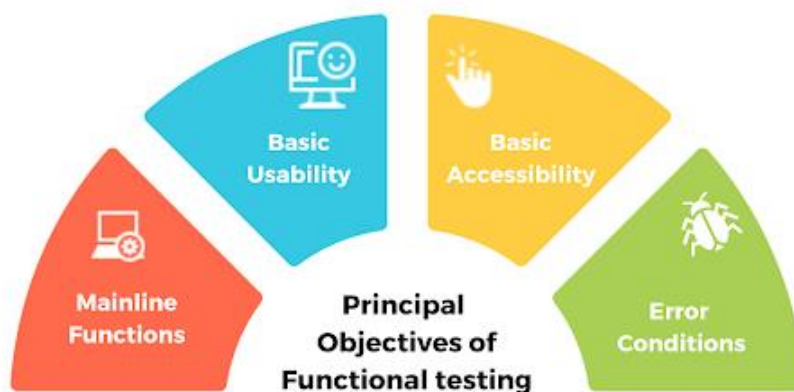 Mainline
Functions
Basic
Usability
Basic
Accessibility
Error
Conditions
Principal
Objectives of
Functional testing